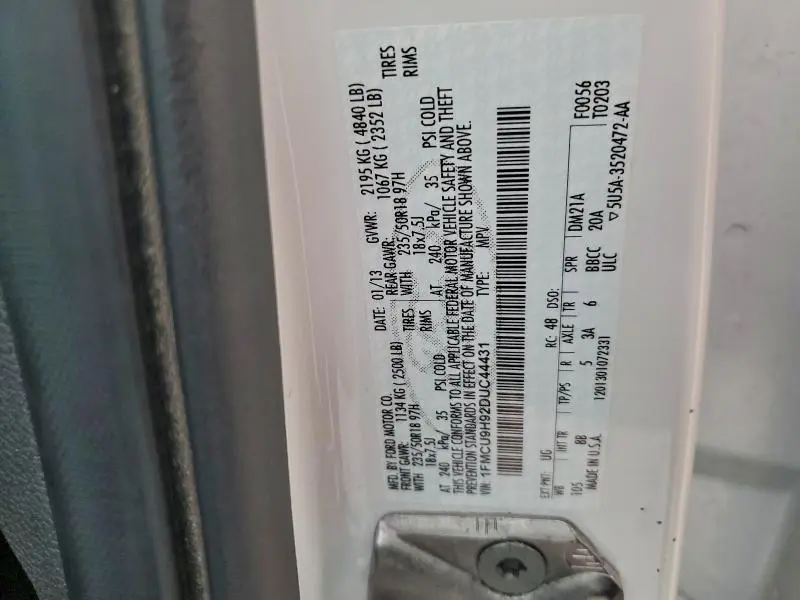 MFD. BY FORD MOTOR CO.
DATE: 01/13 GVWR: 2195 KG ( 4840 LB)
FRONT GAWR: 1134 KG ( 2500 LB) REAR GAWR: 1067 KG ( 2352 LB)
WITH 235/50R18 97H TIRES WITH 235/50R18 97H TIRES
18x7.5J RIMS 18x7.5J RIMS
AT 240 kPa/ 35 PSI COLD AT 240 kPa/ 35 PSI COLD
THIS VEHICLE CONFORMS TO ALL APPLICABLE FEDERAL MOTOR VEHICLE SAFETY AND THEFT
PREVENTION STANDARDS IN EFFECT ON THE DATE OF MANUFACTURE SHOWN ABOVE.
VIN: 1FMCU9H92DUC44431 TYPE: MPV
F0056
T0203
EXT PNT: UG RC: 48 DSO:
WB INT TR TP/PS R AXLE TR SPR DM21A
105 8B 5 3A 6 BBCC 20A
MADE IN U.S.A. 1201301072331 ULC
▽5U5A-3520472-AA